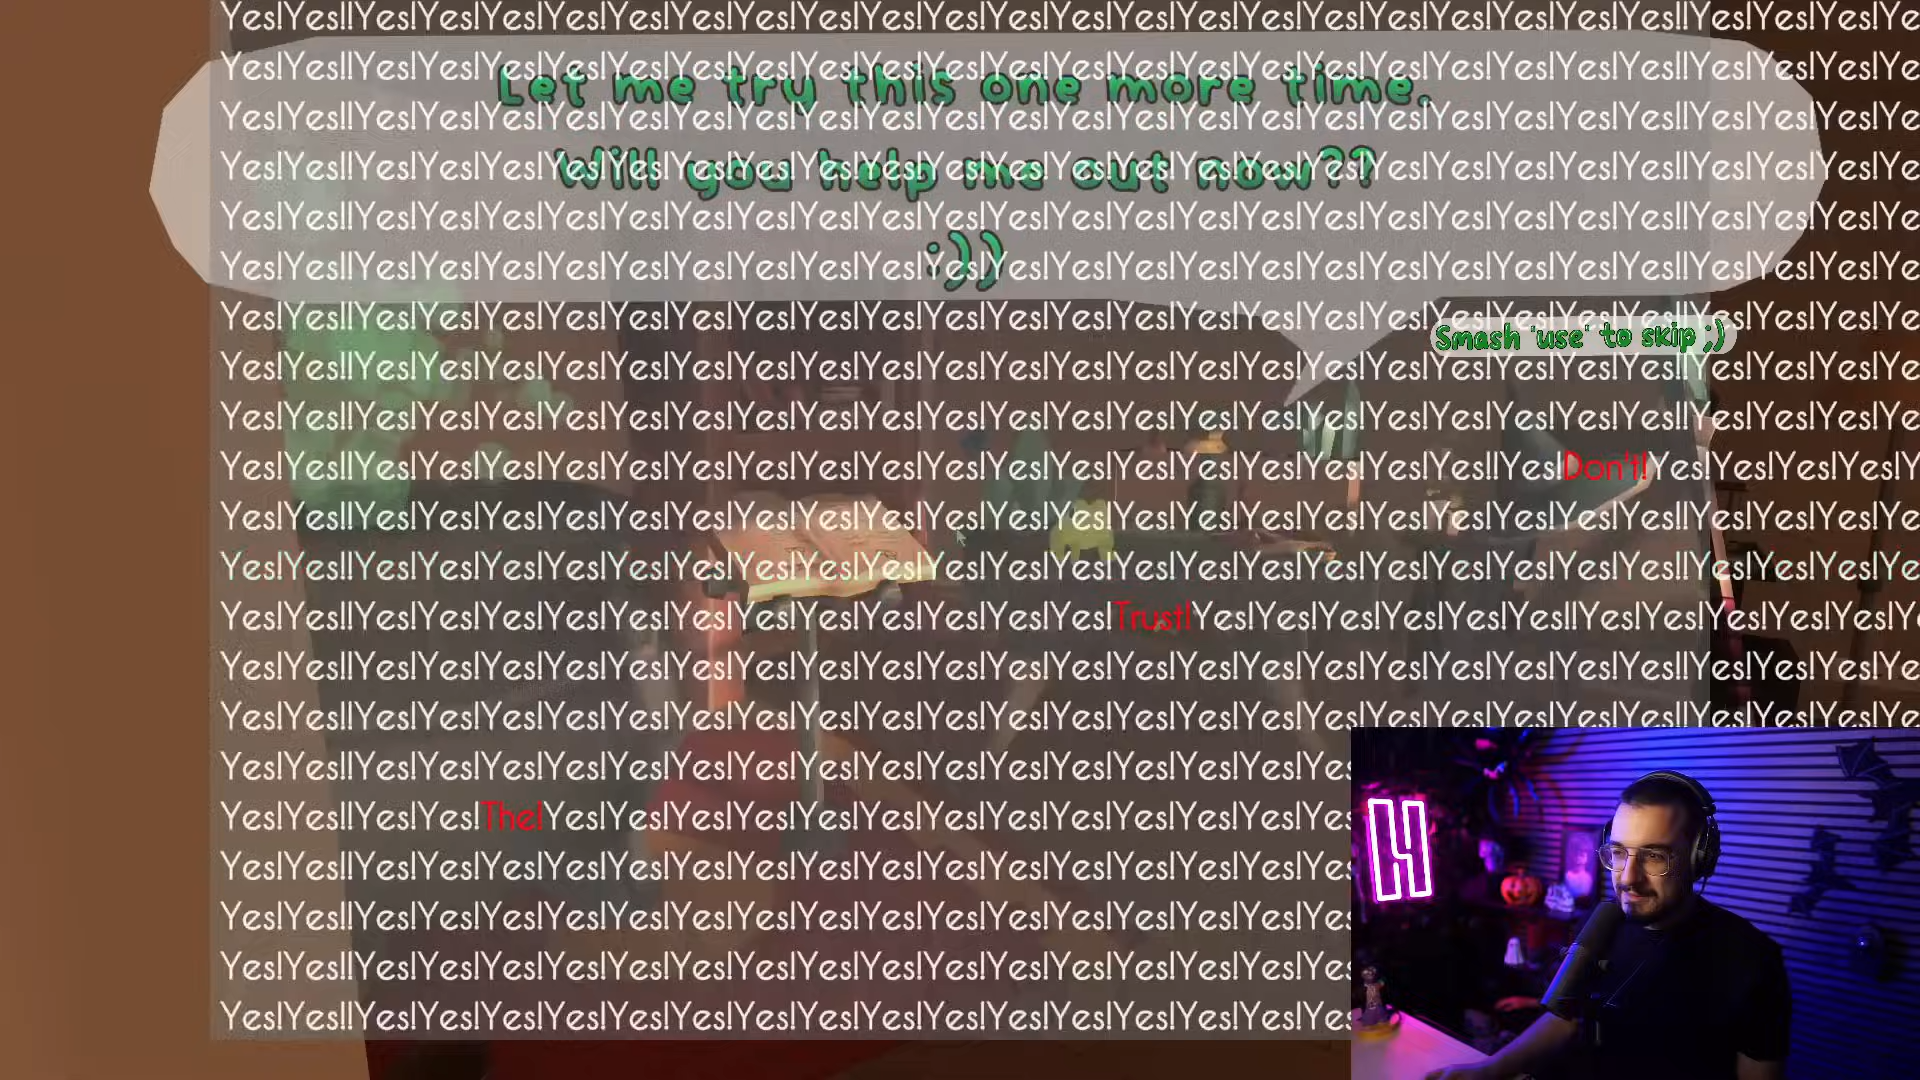 Let me try this one more time.
Will you help me out now??
:))
Smash 'use' to skip ;)
Yes!Yes!!Yes!Yes!Yes!Yes!Yes!Yes!Yes!Yes!Yes!Yes!Yes!Yes!Yes!Yes!Yes!Yes!Yes!Yes!Yes!Yes!Yes!!Yes!Yes!Yes!Ye
Yes!Yes!!Yes!Yes!Yes!Yes!Yes!Yes!Yes!Yes!Yes!Yes!Yes!Yes!Yes!Yes!Yes!Yes!Yes!Yes!Yes!Yes!Yes!!Yes!Yes!Yes!Ye
Yes!Yes!!Yes!Yes!Yes!Yes!Yes!Yes!Yes!Yes!Yes!Yes!Yes!Yes!Yes!Yes!Yes!Yes!Yes!Yes!Yes!Yes!Yes!!Yes!Yes!Yes!Ye
Yes!Yes!!Yes!Yes!Yes!Yes!Yes!Yes!Yes!Yes!Yes!Yes!Yes!Yes!Yes!Yes!Yes!Yes!Yes!Yes!Yes!Yes!Yes!!Yes!Yes!Yes!Ye
Yes!Yes!!Yes!Yes!Yes!Yes!Yes!Yes!Yes!Yes!Yes!Yes!Yes!Yes!Yes!Yes!Yes!Yes!Yes!Yes!Yes!Yes!Yes!!Yes!Yes!Yes!Ye
Yes!Yes!!Yes!Yes!Yes!Yes!Yes!Yes!Yes!Yes!Yes!Yes!Yes!Yes!Yes!Yes!Yes!Yes!Yes!Yes!Yes!Yes!Yes!!Yes!Yes!Yes!Ye
Yes!Yes!!Yes!Yes!Yes!Yes!Yes!Yes!Yes!Yes!Yes!Yes!Yes!Yes!Yes!Yes!Yes!Yes!Yes!Yes!Yes!Yes!Yes!!Yes!Yes!Yes!Ye
Yes!Yes!!Yes!Yes!Yes!Yes!Yes!Yes!Yes!Yes!Yes!Yes!Yes!Yes!Yes!Yes!Yes!Yes!Yes!Yes!Yes!Yes!Yes!!Yes!Yes!Yes!Ye
Yes!Yes!!Yes!Yes!Yes!Yes!Yes!Yes!Yes!Yes!Yes!Yes!Yes!Yes!Yes!Yes!Yes!Yes!Yes!Yes!Yes!Yes!Yes!!Yes!Yes!Yes!Ye
Yes!Yes!!Yes!Yes!Yes!Yes!Yes!Yes!Yes!Yes!Yes!Yes!Yes!Yes!Yes!Yes!Yes!Yes!Yes!Yes!!Yes!Don't!Yes!Yes!Yes!Yes!Y
Yes!Yes!!Yes!Yes!Yes!Yes!Yes!Yes!Yes!Yes!Yes!Yes!Yes!Yes!Yes!Yes!Yes!Yes!Yes!Yes!Yes!Yes!Yes!!Yes!Yes!Yes!Ye
Yes!Yes!!Yes!Yes!Yes!Yes!Yes!Yes!Yes!Yes!Yes!Yes!Yes!Yes!Yes!Yes!Yes!Yes!Yes!Yes!Yes!Yes!Yes!!Yes!Yes!Yes!Ye
Yes!Yes!!Yes!Yes!Yes!Yes!Yes!Yes!Yes!Yes!Yes!Yes!Yes!Yes!Trust!Yes!Yes!Yes!Yes!Yes!Yes!!Yes!Yes!Yes!Yes!Yes!
Yes!Yes!!Yes!Yes!Yes!Yes!Yes!Yes!Yes!Yes!Yes!Yes!Yes!Yes!Yes!Yes!Yes!Yes!Yes!Yes!Yes!Yes!Yes!!Yes!Yes!Yes!Ye
Yes!Yes!!Yes!Yes!Yes!Yes!Yes!Yes!Yes!Yes!Yes!Yes!Yes!Yes!Yes!Yes!Yes!Yes!Yes!Yes!Yes!Yes!Yes!!Yes!Yes!Yes!Ye
Yes!Yes!!Yes!Yes!Yes!Yes!Yes!Yes!Yes!Yes!Yes!Yes!Yes!Yes!Yes!Yes!Yes!Yes
Yes!Yes!!Yes!Yes!The!Yes!Yes!Yes!Yes!Yes!Yes!Yes!Yes!Yes!Yes!Yes!Yes!Yes
Yes!Yes!!Yes!Yes!Yes!Yes!Yes!Yes!Yes!Yes!Yes!Yes!Yes!Yes!Yes!Yes!Yes!Yes
Yes!Yes!!Yes!Yes!Yes!Yes!Yes!Yes!Yes!Yes!Yes!Yes!Yes!Yes!Yes!Yes!Yes!Yes
Yes!Yes!!Yes!Yes!Yes!Yes!Yes!Yes!Yes!Yes!Yes!Yes!Yes!Yes!Yes!Yes!Yes!Yes
Yes!Yes!!Yes!Yes!Yes!Yes!Yes!Yes!Yes!Yes!Yes!Yes!Yes!Yes!Yes!Yes!Yes!Yes